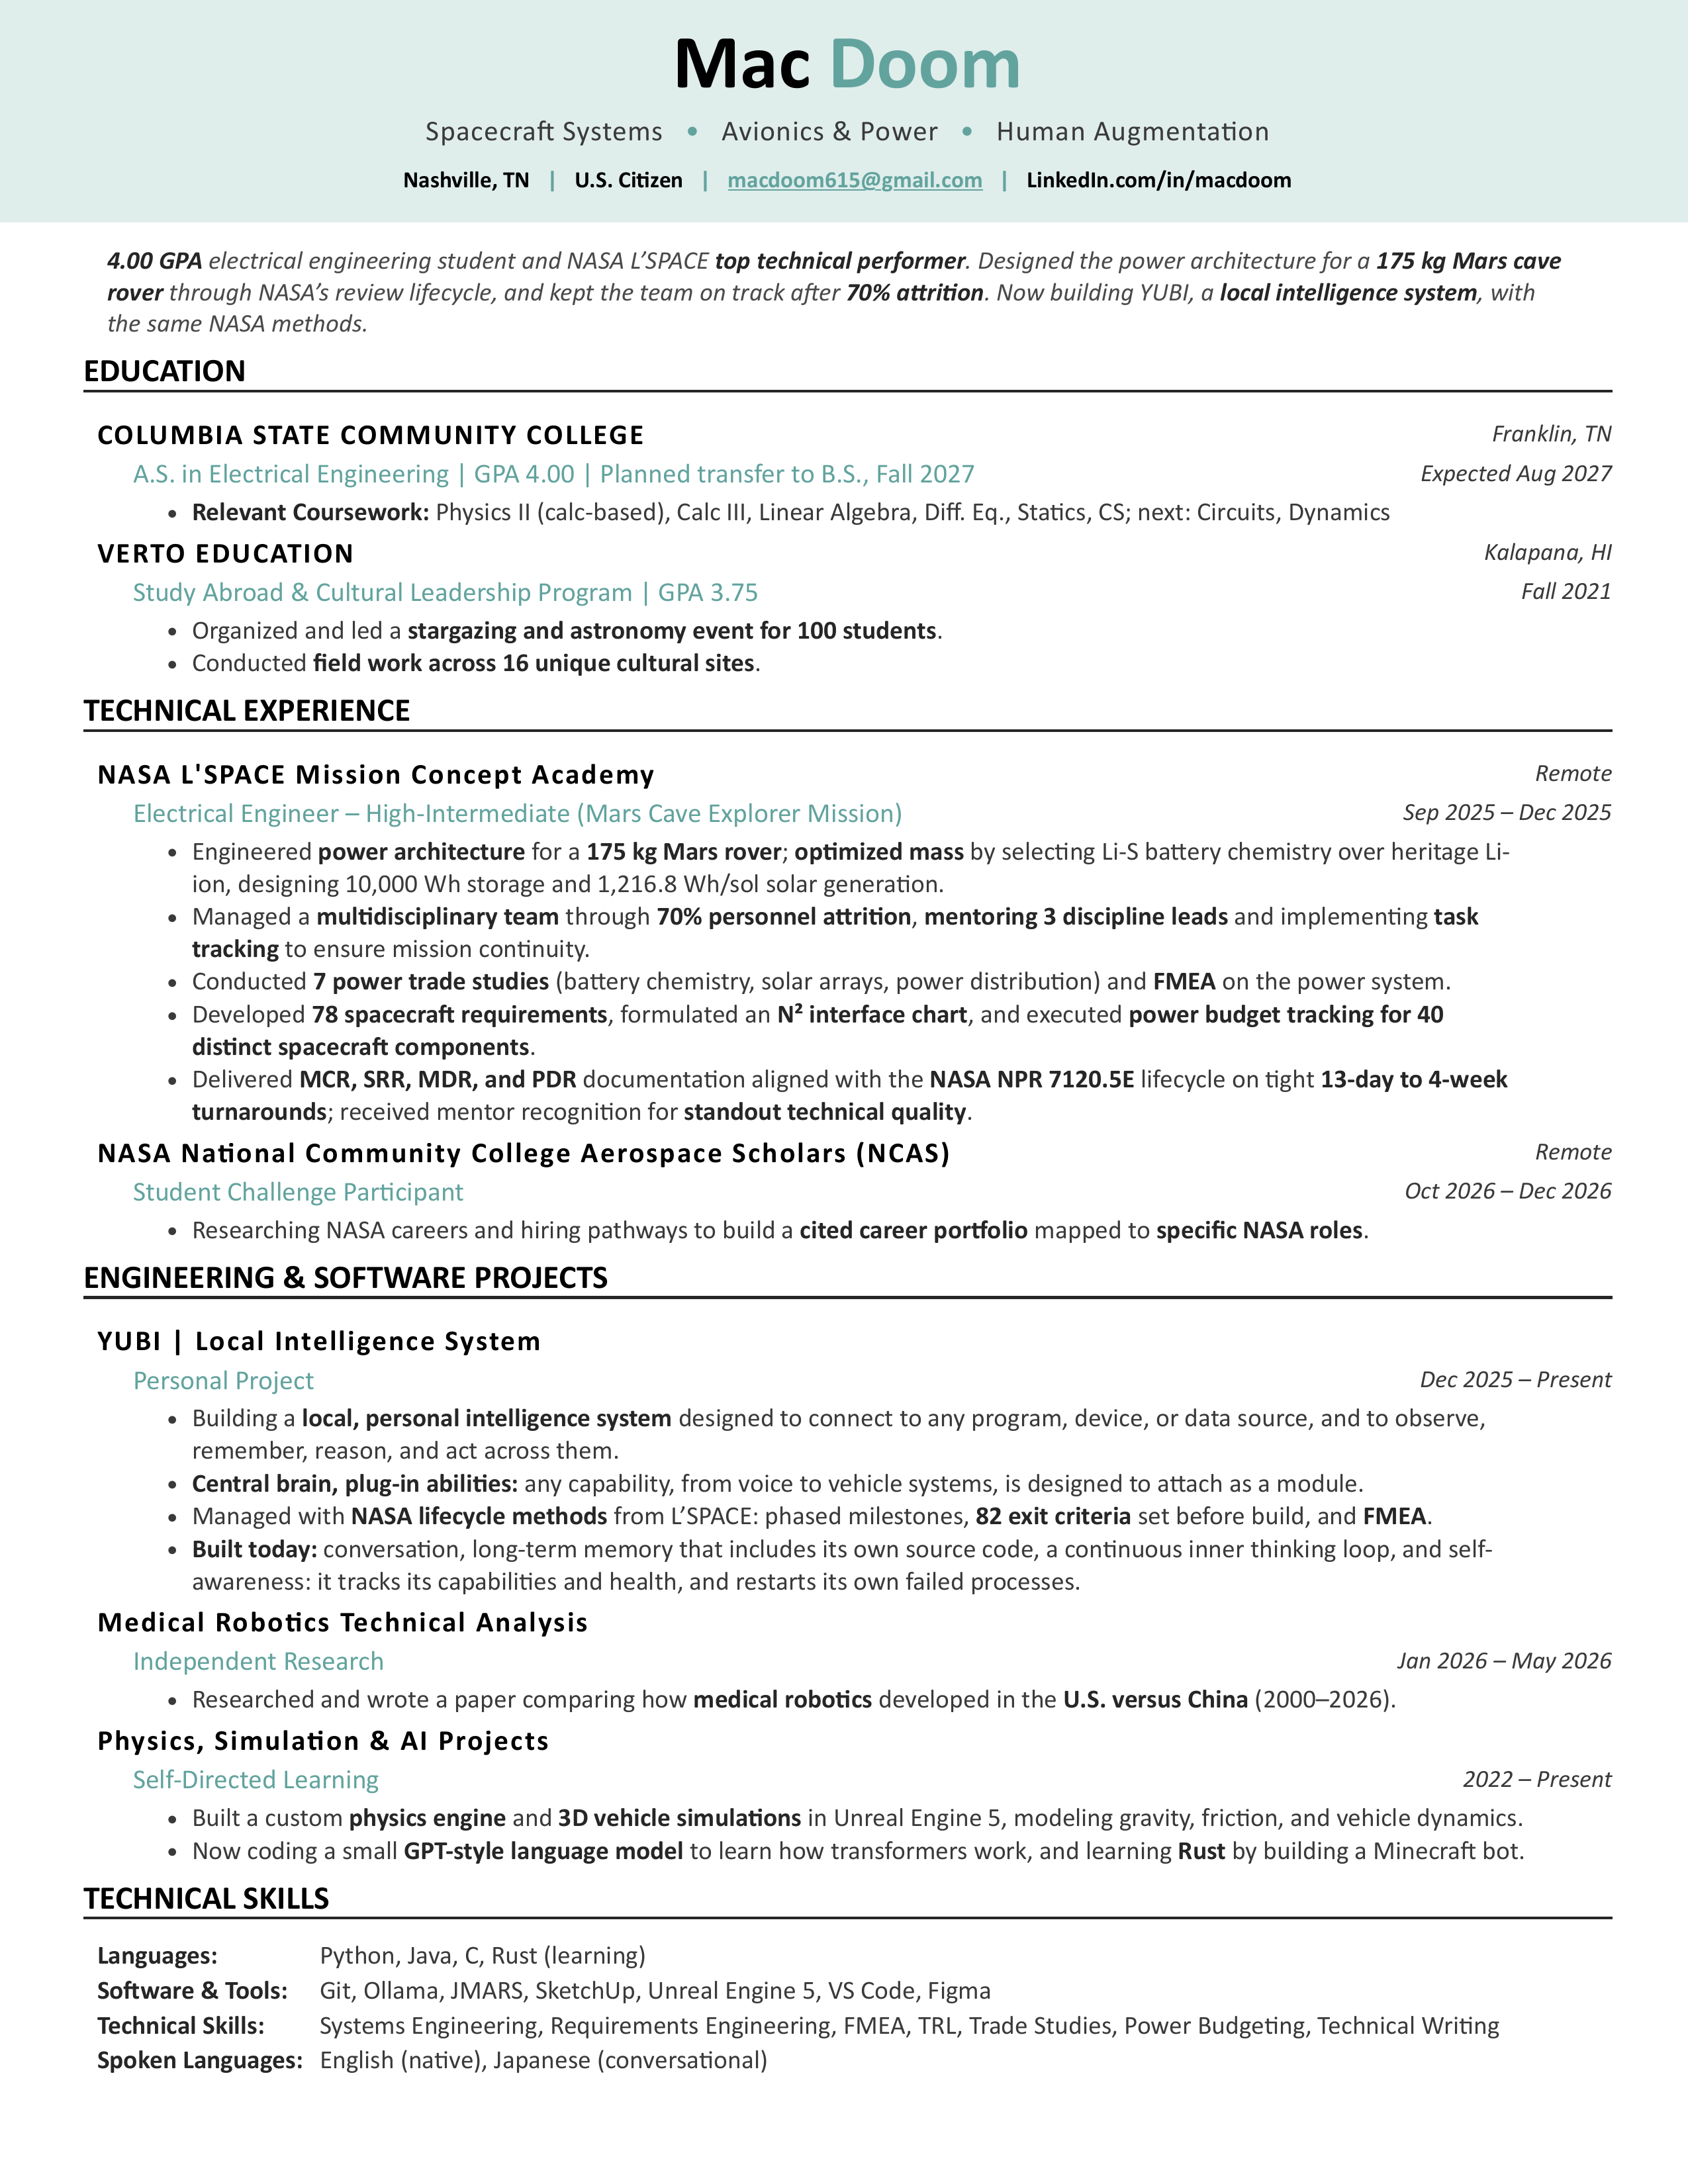 Mac Doom
Spacecraft Systems • Avionics & Power • Human Augmentation
Nashville, TN | U.S. Citizen | macdoom615@gmail.com | LinkedIn.com/in/macdoom
4.00 GPA electrical engineering student and NASA L’SPACE top technical performer. Designed the power architecture for a 175 kg Mars cave
rover through NASA’s review lifecycle, and kept the team on track after 70% attrition. Now building YUBI, a local intelligence system, with
the same NASA methods.
EDUCATION
COLUMBIA STATE COMMUNITY COLLEGE Franklin, TN
A.S. in Electrical Engineering | GPA 4.00 | Planned transfer to B.S., Fall 2027 Expected Aug 2027
• Relevant Coursework: Physics II (calc-based), Calc III, Linear Algebra, Diff. Eq., Statics, CS; next: Circuits, Dynamics
VERTO EDUCATION Kalapana, HI
Study Abroad & Cultural Leadership Program | GPA 3.75 Fall 2021
• Organized and led a stargazing and astronomy event for 100 students.
• Conducted field work across 16 unique cultural sites.
TECHNICAL EXPERIENCE
NASA L'SPACE Mission Concept Academy Remote
Electrical Engineer – High-Intermediate (Mars Cave Explorer Mission) Sep 2025 – Dec 2025
• Engineered power architecture for a 175 kg Mars rover; optimized mass by selecting Li-S battery chemistry over heritage Li-
ion, designing 10,000 Wh storage and 1,216.8 Wh/sol solar generation.
• Managed a multidisciplinary team through 70% personnel attrition, mentoring 3 discipline leads and implementing task
tracking to ensure mission continuity.
• Conducted 7 power trade studies (battery chemistry, solar arrays, power distribution) and FMEA on the power system.
• Developed 78 spacecraft requirements, formulated an N² interface chart, and executed power budget tracking for 40
distinct spacecraft components.
• Delivered MCR, SRR, MDR, and PDR documentation aligned with the NASA NPR 7120.5E lifecycle on tight 13-day to 4-week
turnarounds; received mentor recognition for standout technical quality.
NASA National Community College Aerospace Scholars (NCAS) Remote
Student Challenge Participant Oct 2026 – Dec 2026
• Researching NASA careers and hiring pathways to build a cited career portfolio mapped to specific NASA roles.
ENGINEERING & SOFTWARE PROJECTS
YUBI | Local Intelligence System
Personal Project Dec 2025 – Present
• Building a local, personal intelligence system designed to connect to any program, device, or data source, and to observe,
remember, reason, and act across them.
• Central brain, plug-in abilities: any capability, from voice to vehicle systems, is designed to attach as a module.
• Managed with NASA lifecycle methods from L’SPACE: phased milestones, 82 exit criteria set before build, and FMEA.
• Built today: conversation, long-term memory that includes its own source code, a continuous inner thinking loop, and self-
awareness: it tracks its capabilities and health, and restarts its own failed processes.
Medical Robotics Technical Analysis
Independent Research Jan 2026 – May 2026
• Researched and wrote a paper comparing how medical robotics developed in the U.S. versus China (2000–2026).
Physics, Simulation & AI Projects
Self-Directed Learning 2022 – Present
• Built a custom physics engine and 3D vehicle simulations in Unreal Engine 5, modeling gravity, friction, and vehicle dynamics.
• Now coding a small GPT-style language model to learn how transformers work, and learning Rust by building a Minecraft bot.
TECHNICAL SKILLS
Languages: Python, Java, C, Rust (learning)
Software & Tools: Git, Ollama, JMARS, SketchUp, Unreal Engine 5, VS Code, Figma
Technical Skills: Systems Engineering, Requirements Engineering, FMEA, TRL, Trade Studies, Power Budgeting, Technical Writing
Spoken Languages: English (native), Japanese (conversational)